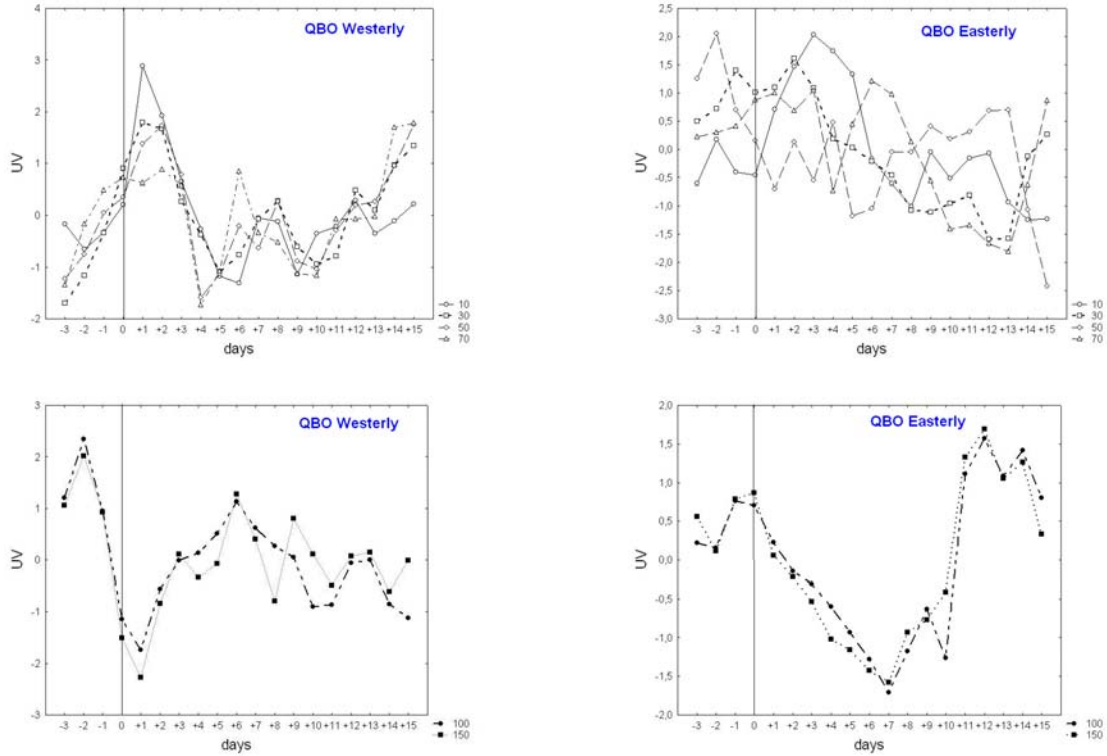 QBO Westerly
4
3
2
1
0
-1
-2
UV
-3 -2 -1 0 +1 +2 +3 +4 +5 +6 +7 +8 +9 +10 +11 +12 +13 +14 +15
days
10
30
50
70
QBO Easterly
2,5
2,0
1,5
1,0
0,5
0,0
-0,5
-1,0
-1,5
-2,0
-2,5
-3,0
UV
-3 -2 -1 0 +1 +2 +3 +4 +5 +6 +7 +8 +9 +10 +11 +12 +13 +14 +15
days
10
30
50
70
QBO Westerly
3
2
1
0
-1
-2
-3
UV
-3 -2 -1 0 +1 +2 +3 +4 +5 +6 +7 +8 +9 +10 +11 +12 +13 +14 +15
days
100
150
QBO Easterly
2,0
1,5
1,0
0,5
0,0
-0,5
-1,0
-1,5
-2,0
UV
-3 -2 -1 0 +1 +2 +3 +4 +5 +6 +7 +8 +9 +10 +11 +12 +13 +14 +15
days
100
150